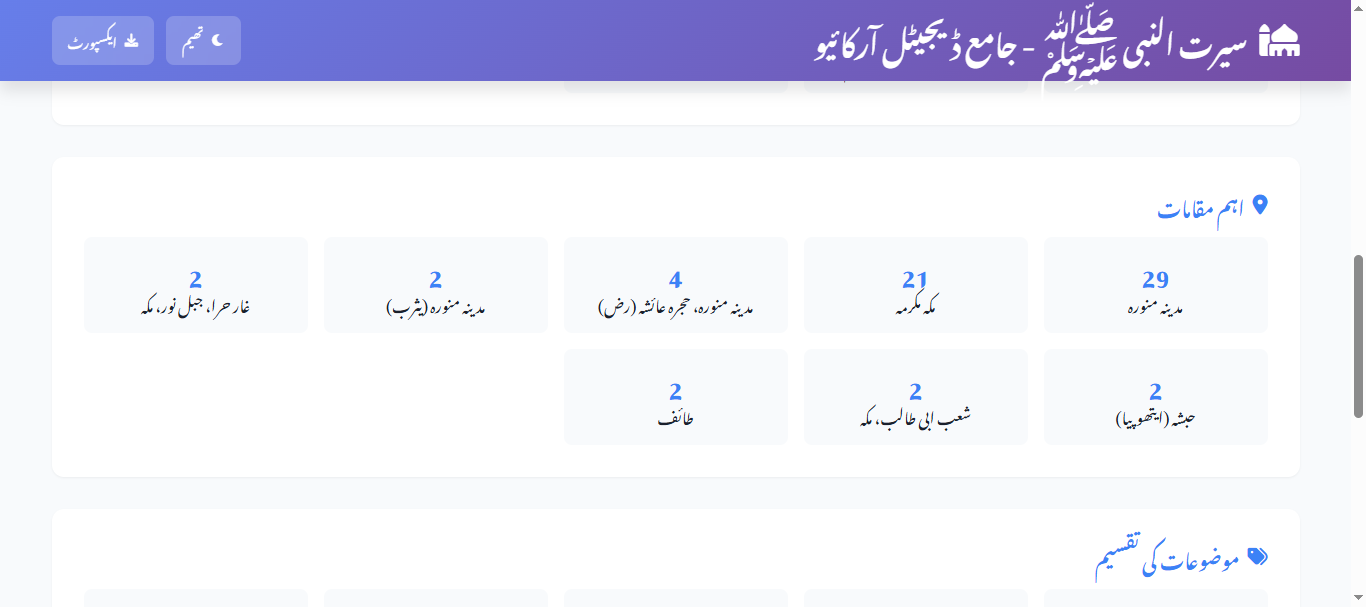 سیرت النبی ﷺ - جامع ڈیجیٹل آرکائیو
تھیم
ایکسپورٹ
اہم مقامات
29
مدینہ منورہ
21
مکہ مکرمہ
4
مدینہ منورہ، حجرہ عائشہ (رض)
2
مدینہ منورہ (یثرب)
2
غار حرا، جبل نور، مکہ
2
حبشہ (ایتھوپیا)
2
شعب ابی طالب، مکہ
2
طائف
موضوعات کی تقسیم